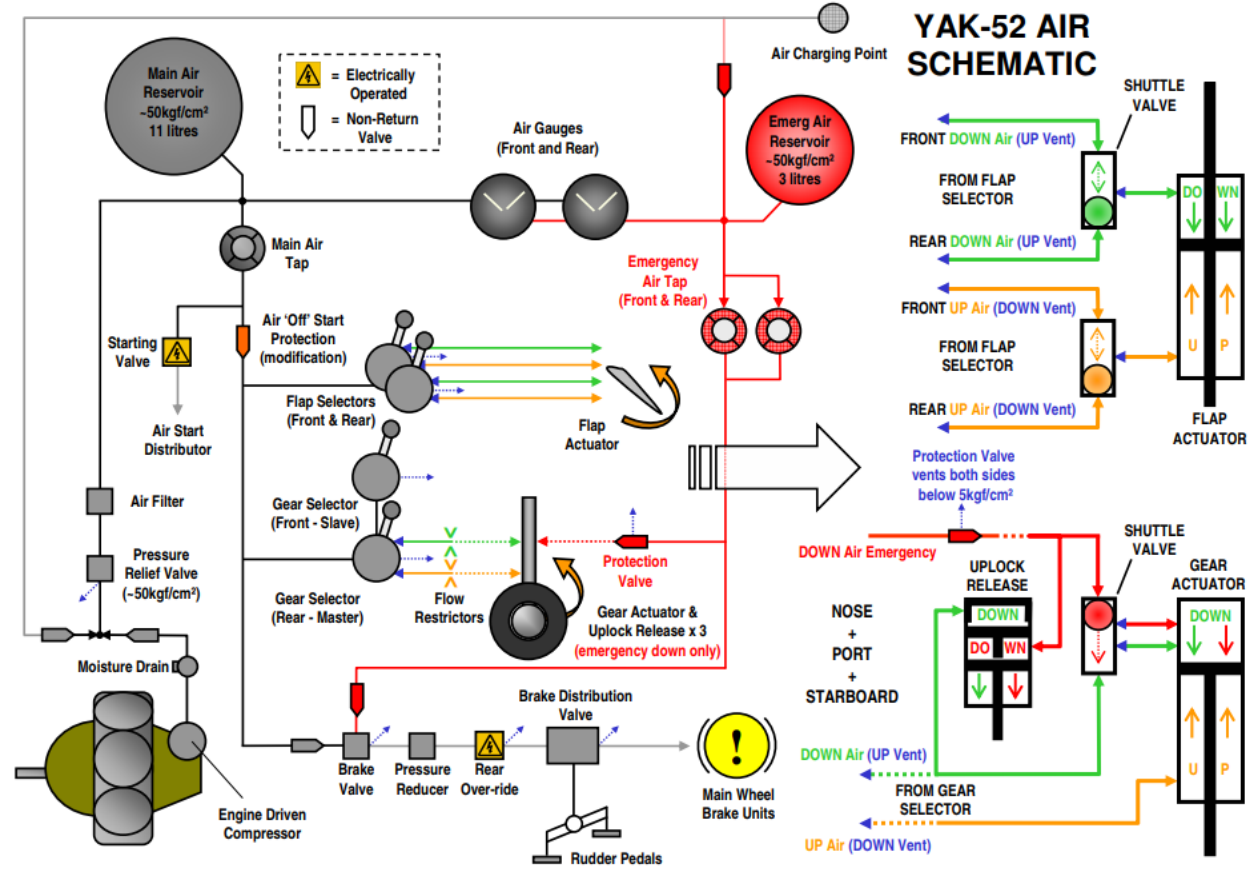 YAK-52 AIR
SCHEMATIC
Air Charging Point
Main Air
Reservoir
~50kgf/cm²
11 litres
= Electrically
Operated
= Non-Return
Valve
Air Gauges
(Front and Rear)
Emerg Air
Reservoir
~50kgf/cm²
3 litres
Main Air
Tap
Emergency
Air Tap
(Front & Rear)
Starting
Valve
Air 'Off' Start
Protection
(modification)
Flap Selectors
(Front & Rear)
Flap
Actuator
Air Start
Distributor
Air Filter
Gear Selector
(Front - Slave)
Pressure
Relief Valve
(~50kgf/cm²)
Gear Selector
(Rear - Master)
Flow
Restrictors
Protection
Valve
Gear Actuator &
Uplock Release x 3
(emergency down only)
Moisture Drain
Engine Driven
Compressor
Brake Distribution
Valve
Brake
Valve
Pressure
Reducer
Rear
Over-ride
!
Main Wheel
Brake Units
Rudder Pedals
SHUTTLE
VALVE
FRONT DOWN Air (UP Vent)
FROM FLAP
SELECTOR
REAR DOWN Air (UP Vent)
DO WN
FRONT UP Air (DOWN Vent)
FROM FLAP
SELECTOR
REAR UP Air (DOWN Vent)
U P
FLAP
ACTUATOR
Protection Valve
vents both sides
below 5kgf/cm²
DOWN Air Emergency
UPLOCK
RELEASE
SHUTTLE
VALVE
GEAR
ACTUATOR
DOWN
DO WN
DOWN
NOSE
+
PORT
+
STARBOARD
DOWN Air (UP Vent)
FROM GEAR
SELECTOR
U P
UP Air (DOWN Vent)